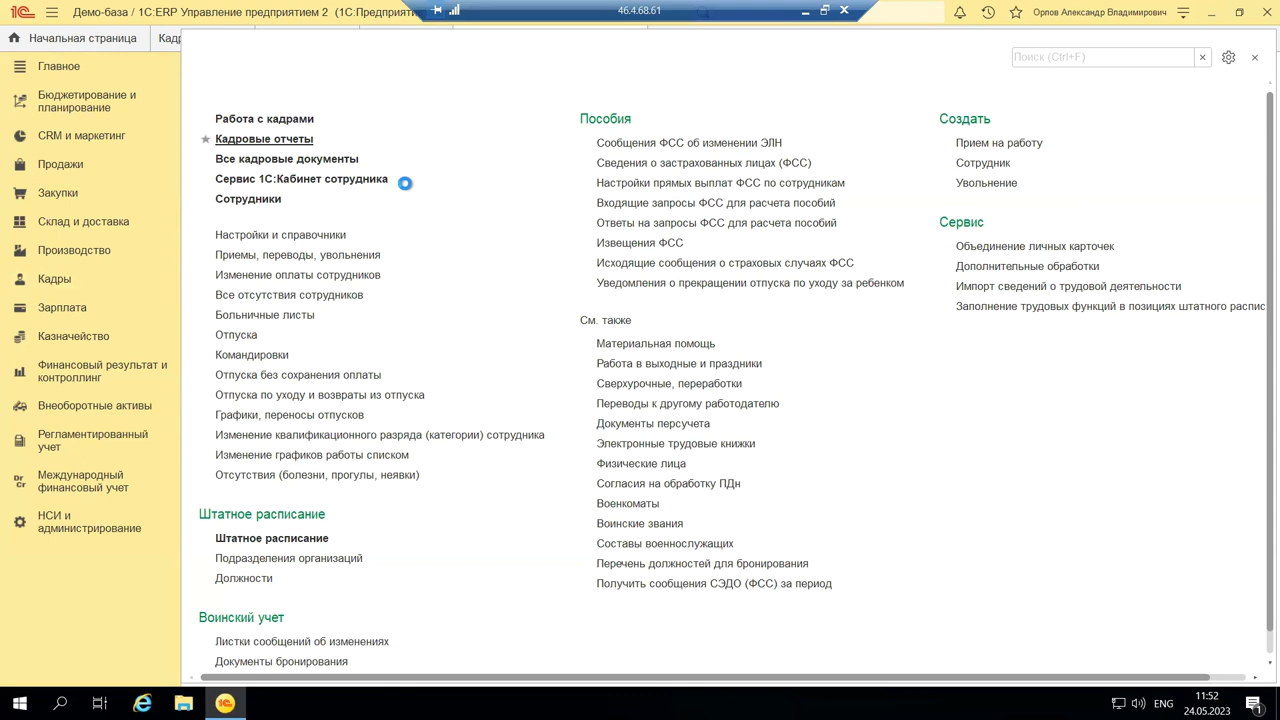 Демо-база / 1С:ERP Управление предприятием 2 (1С:Предприяти
46.4.68.61
Орлов Александр Владимирович
Начальная страница
Кадр
Главное
Бюджетирование и
планирование
CRM и маркетинг
Продажи
Закупки
Склад и доставка
Производство
Кадры
Зарплата
Казначейство
Финансовый результат и
контроллинг
Внеоборотные активы
Регламентированный
учет
Международный
финансовый учет
НСИ и
администрирование
Поиск (Ctrl+F)
Работа с кадрами
Кадровые отчеты
Все кадровые документы
Сервис 1С:Кабинет сотрудника
Сотрудники
Настройки и справочники
Приемы, переводы, увольнения
Изменение оплаты сотрудников
Все отсутствия сотрудников
Больничные листы
Отпуска
Командировки
Отпуска без сохранения оплаты
Отпуска по уходу и возвраты из отпуска
Графики, переносы отпусков
Изменение квалификационного разряда (категории) сотрудника
Изменение графиков работы списком
Отсутствия (болезни, прогулы, неявки)
Штатное расписание
Штатное расписание
Подразделения организаций
Должности
Воинский учет
Листки сообщений об изменениях
Документы бронирования
Пособия
Сообщения ФСС об изменении ЭЛН
Сведения о застрахованных лицах (ФСС)
Настройки прямых выплат ФСС по сотрудникам
Входящие запросы ФСС для расчета пособий
Ответы на запросы ФСС для расчета пособий
Извещения ФСС
Исходящие сообщения о страховых случаях ФСС
Уведомления о прекращении отпуска по уходу за ребенком
См. также
Материальная помощь
Работа в выходные и праздники
Сверхурочные, переработки
Переводы к другому работодателю
Документы персучета
Электронные трудовые книжки
Физические лица
Согласия на обработку ПДн
Военкоматы
Воинские звания
Составы военнослужащих
Перечень должностей для бронирования
Получить сообщения СЭДО (ФСС) за период
Создать
Прием на работу
Сотрудник
Увольнение
Сервис
Объединение личных карточек
Дополнительные обработки
Импорт сведений о трудовой деятельности
Заполнение трудовых функций в позициях штатного распис
ENG
11:52
24.05.2023
1